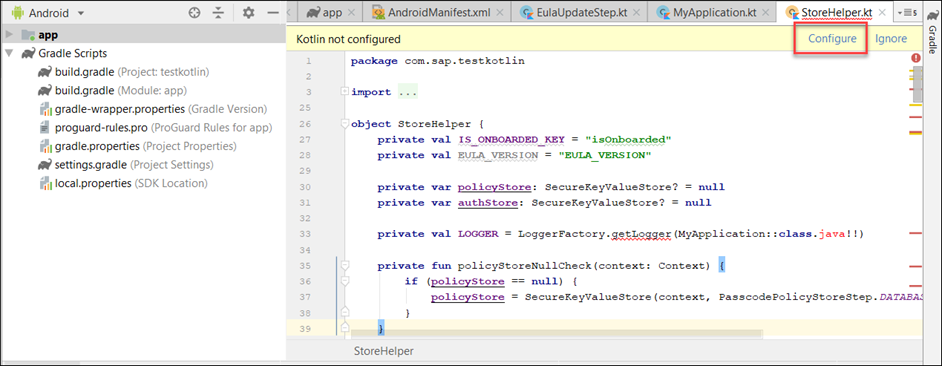 Android
app
AndroidManifest.xml
EulaUpdateStep.kt
MyApplication.kt
StoreHelper.kt
5
Gradle
app
Gradle Scripts
build.gradle (Project: testkotlin)
build.gradle (Module: app)
gradle-wrapper.properties (Gradle Version)
proguard-rules.pro (ProGuard Rules for app)
gradle.properties (Project Properties)
settings.gradle (Project Settings)
local.properties (SDK Location)
Kotlin not configured
Configure
Ignore
1 package com.sap.testkotlin
2
3 import ...
25
26 object StoreHelper {
27 private val IS_ONBOARDED_KEY = "isOnboarded"
28 private val EULA_VERSION = "EULA_VERSION"
29
30 private var policyStore: SecureKeyValueStore? = null
31 private var authStore: SecureKeyValueStore? = null
32
33 private val LOGGER = LoggerFactory.getLogger(MyApplication::class.java!!)
34
35 private fun policyStoreNullCheck(context: Context) {
36 if (policyStore == null) {
37 policyStore = SecureKeyValueStore(context, PasscodePolicyStoreStep.DATABAS
38 }
39 }
StoreHelper